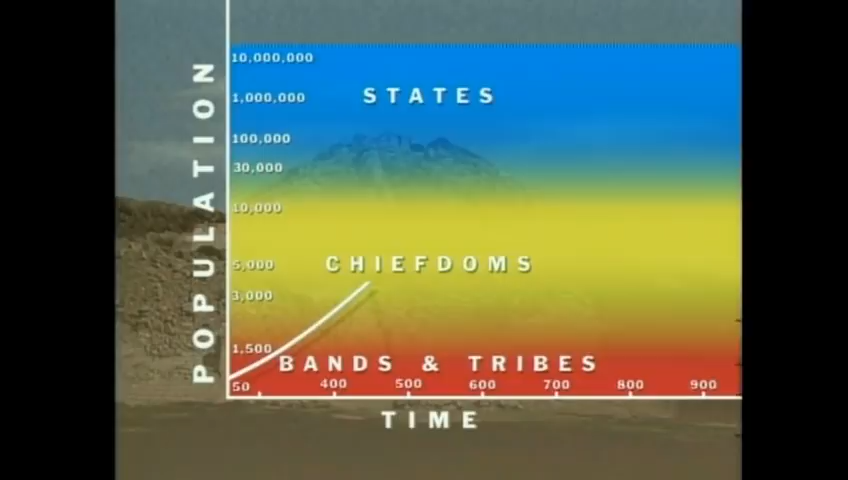 POPULATION
10,000,000
1,000,000
STATES
100,000
30,000
10,000
5,000
CHIEFDOMS
3,000
1,500
BANDS & TRIBES
50
400 500 600 700 800 900
TIME